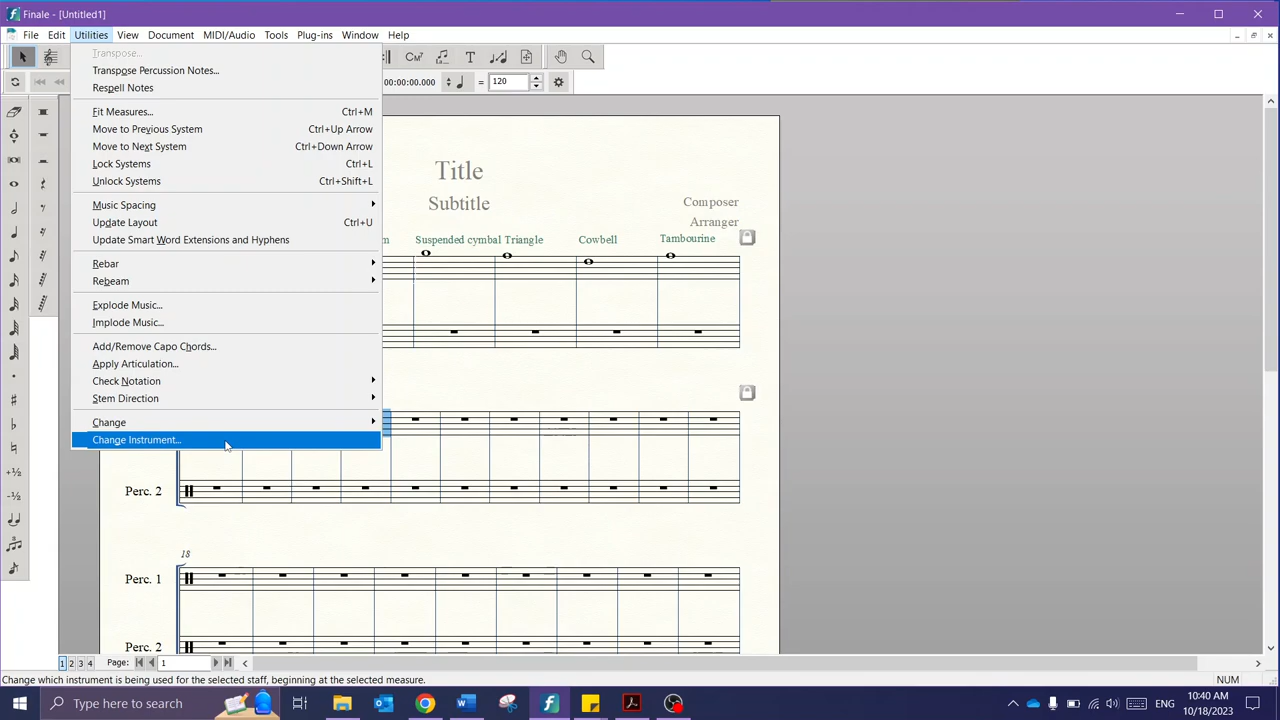 Finale - [Untitled1]
File Edit Utilities View Document MIDI/Audio Tools Plug-ins Window Help
Transpose...
Transpose Percussion Notes...
Respell Notes
Fit Measures... Ctrl+M
Move to Previous System Ctrl+Up Arrow
Move to Next System Ctrl+Down Arrow
Lock Systems Ctrl+L
Unlock Systems Ctrl+Shift+L
Music Spacing
Update Layout Ctrl+U
Update Smart Word Extensions and Hyphens
Rebar
Rebeam
Explode Music...
Implode Music...
Add/Remove Capo Chords...
Apply Articulation...
Check Notation
Stem Direction
Change
Change Instrument...
CM7
T
00:00:00.000 = 120
Title
Subtitle
Composer
Arranger
Suspended cymbal Triangle Cowbell Tambourine
Perc. 2
18
Perc. 1
Perc. 2
+½
-½
1 2 3 4 Page: 1
Change which instrument is being used for the selected staff, beginning at the selected measure. NUM
Type here to search
ENG
10:40 AM
10/18/2023